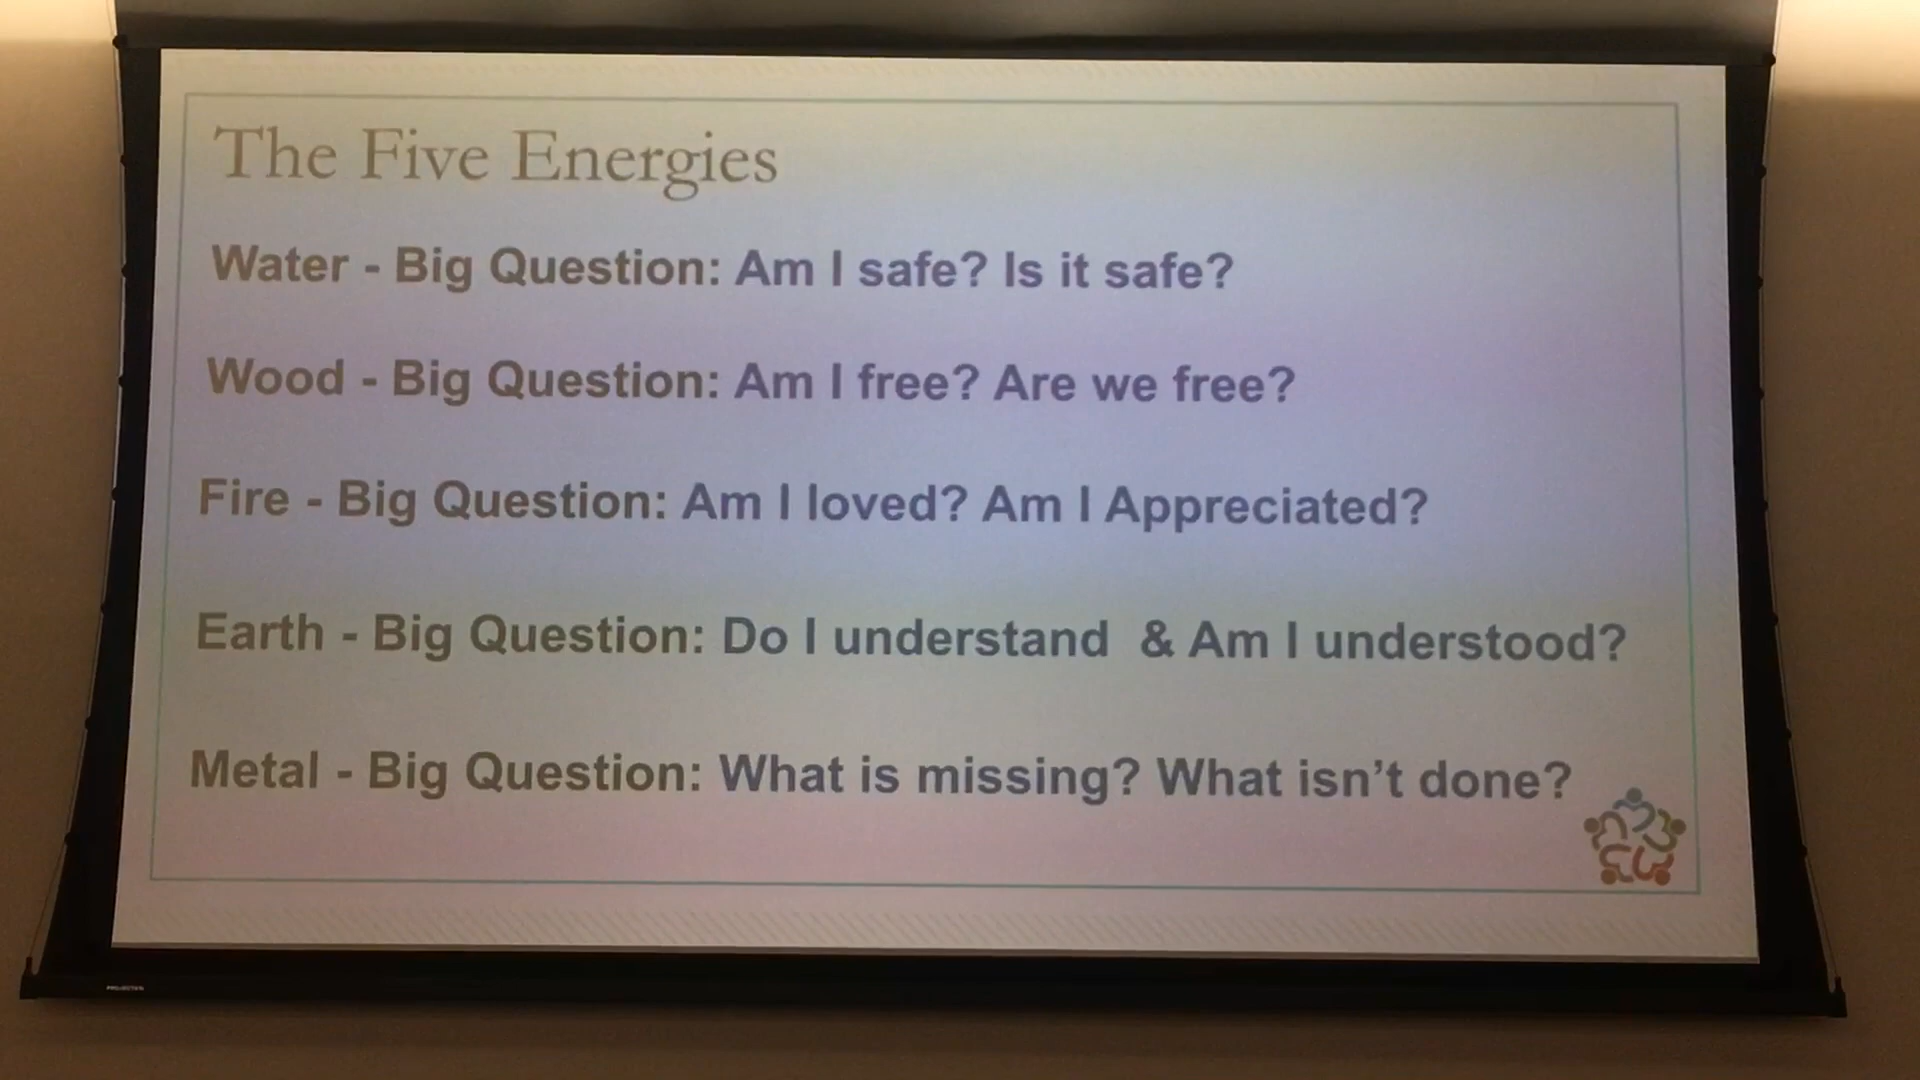 The Five Energies
Water - Big Question: Am I safe? Is it safe?
Wood - Big Question: Am I free? Are we free?
Fire - Big Question: Am I loved? Am I Appreciated?
Earth - Big Question: Do I understand  & Am I understood?
Metal - Big Question: What is missing? What isn’t done?